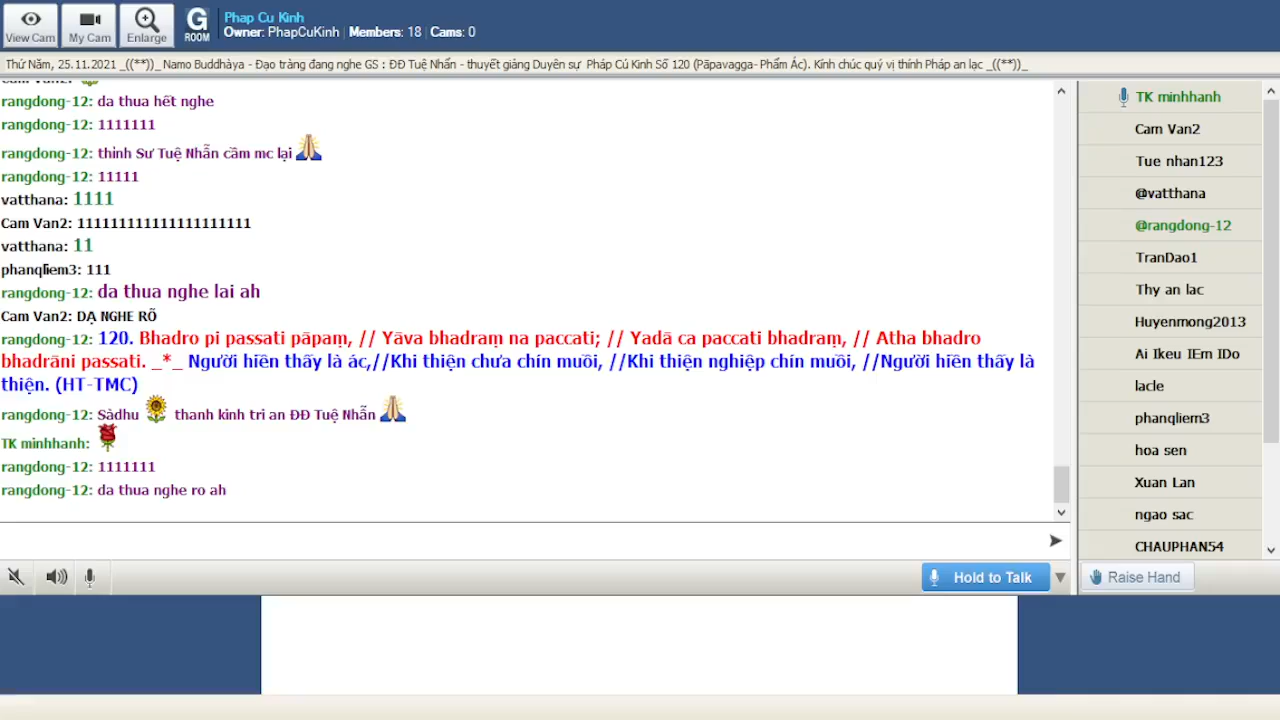 View Cam
My Cam
Enlarge
G
ROOM
Phap Cu Kinh
Owner: PhapCuKinh | Members: 18 | Cams: 0
Thứ Năm, 25.11.2021 _((**))_ Namo Buddhàya - Đạo tràng đang nghe GS : ĐĐ Tuệ Nhẫn - thuyết giàng Duyên sự Pháp Cú Kinh Số 120 (Pāpavagga- Phẩm Ác). Kính chúc quý vị thính Pháp an lạc _((**))_
Cam Van2:
rangdong-12: da thua hết nghe
rangdong-12: 1111111
rangdong-12: thỉnh Sư Tuệ Nhẫn cầm mc lại
rangdong-12: 11111
vatthana: 1111
Cam Van2: 111111111111111111111
vatthana: 11
phanqliem3: 111
rangdong-12: da thua nghe lai ah
Cam Van2: DẠ NGHE RÕ
rangdong-12: 120. Bhadro pi passati pāpaṃ, // Yāva bhadraṃ na paccati; // Yadā ca paccati bhadraṃ, // Atha bhadro
bhadrāni passati. _*_ Người hiền thấy là ác,//Khi thiện chưa chín muồi, //Khi thiện nghiệp chín muồi, //Người hiền thấy là
thiện. (HT-TMC)
rangdong-12: Sàdhu thanh kinh tri an ĐĐ Tuệ Nhẫn
TK minhhanh:
rangdong-12: 1111111
rangdong-12: da thua nghe ro ah
TK minhhanh
Cam Van2
Tue nhan123
@vatthana
@rangdong-12
TranDao1
Thy an lac
Huyenmong2013
Ai Ikeu IEm IDo
lacle
phanqliem3
hoa sen
Xuan Lan
ngao sac
CHAUPHAN54
Hold to Talk
Raise Hand